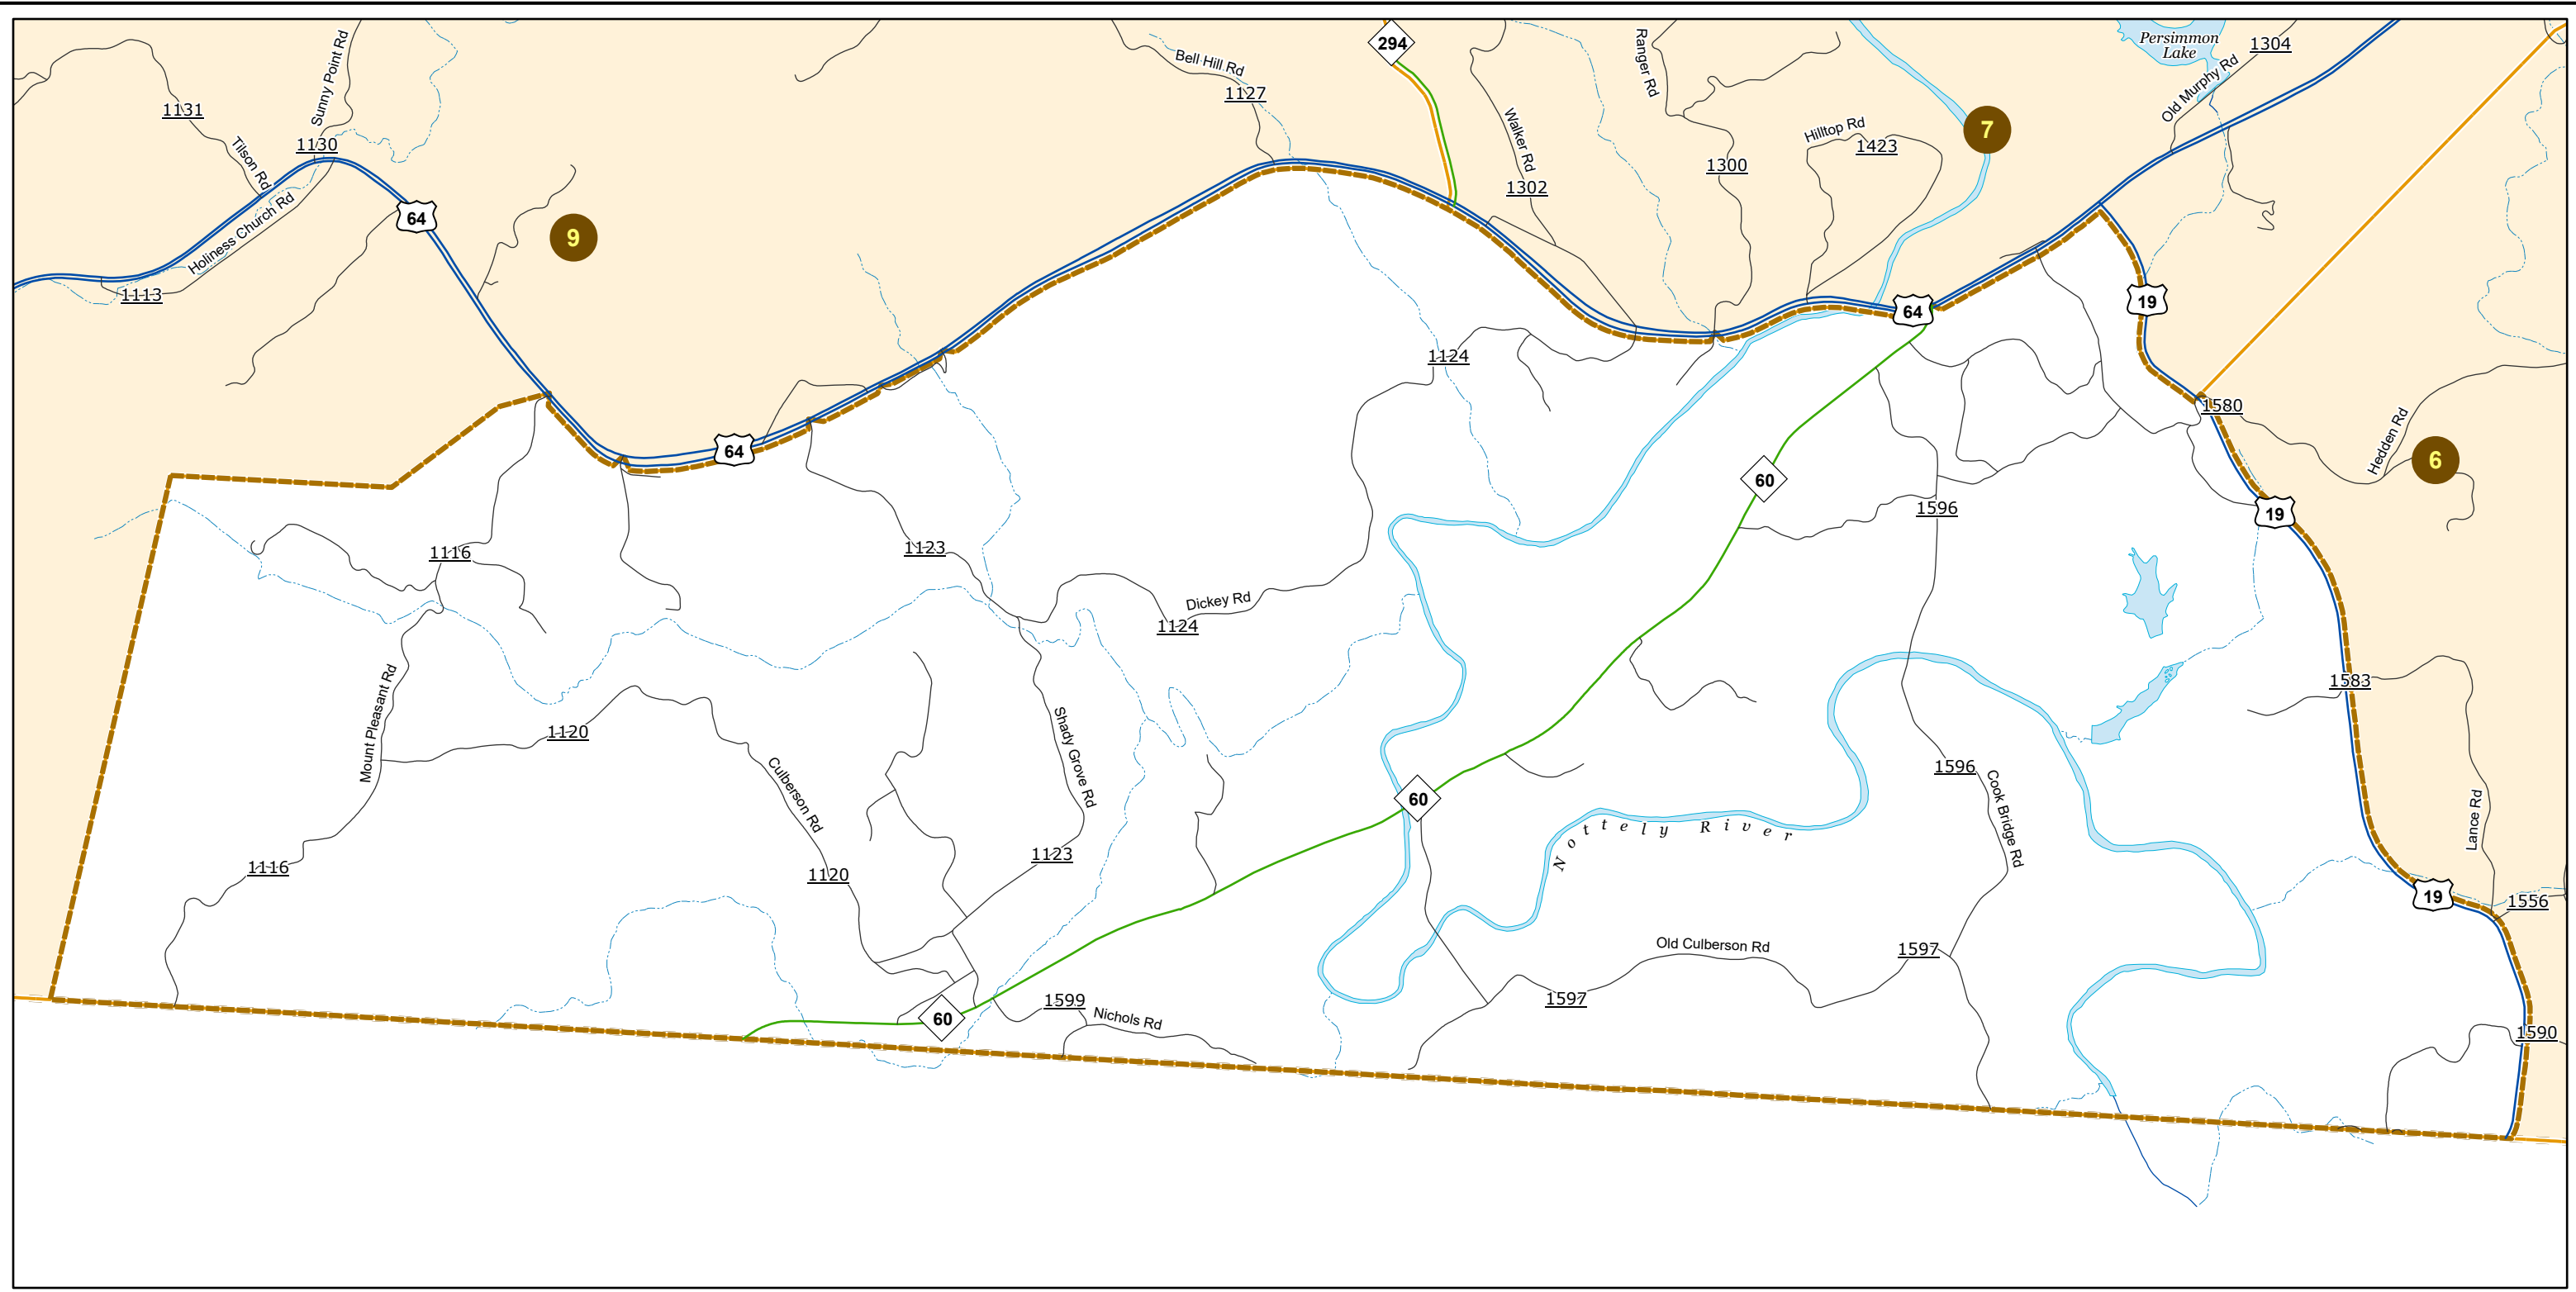 294
Persimmon
Lake
1304
Sunny Point Rd
Bell Hill Rd
Ranger Rd
1127
Old Murphy Rd
1131
7
Hilltop Rd
1423
Walker Rd
1130
Tilson Rd
1300
1302
64
9
Holiness Church Rd
1113
19
64
1124
1580
Hedden Rd
64
6
60
1596
19
1123
1116
Dickey Rd
1124
1583
Mount Pleasant Rd
1120
Shady Grove Rd
Culberson Rd
1596
Cook Bridge Rd
60
Nottely River
Lance Rd
1123
1116
1120
19
1556
Old Culberson Rd
1597
1597
1599
Nichols Rd
60
1590